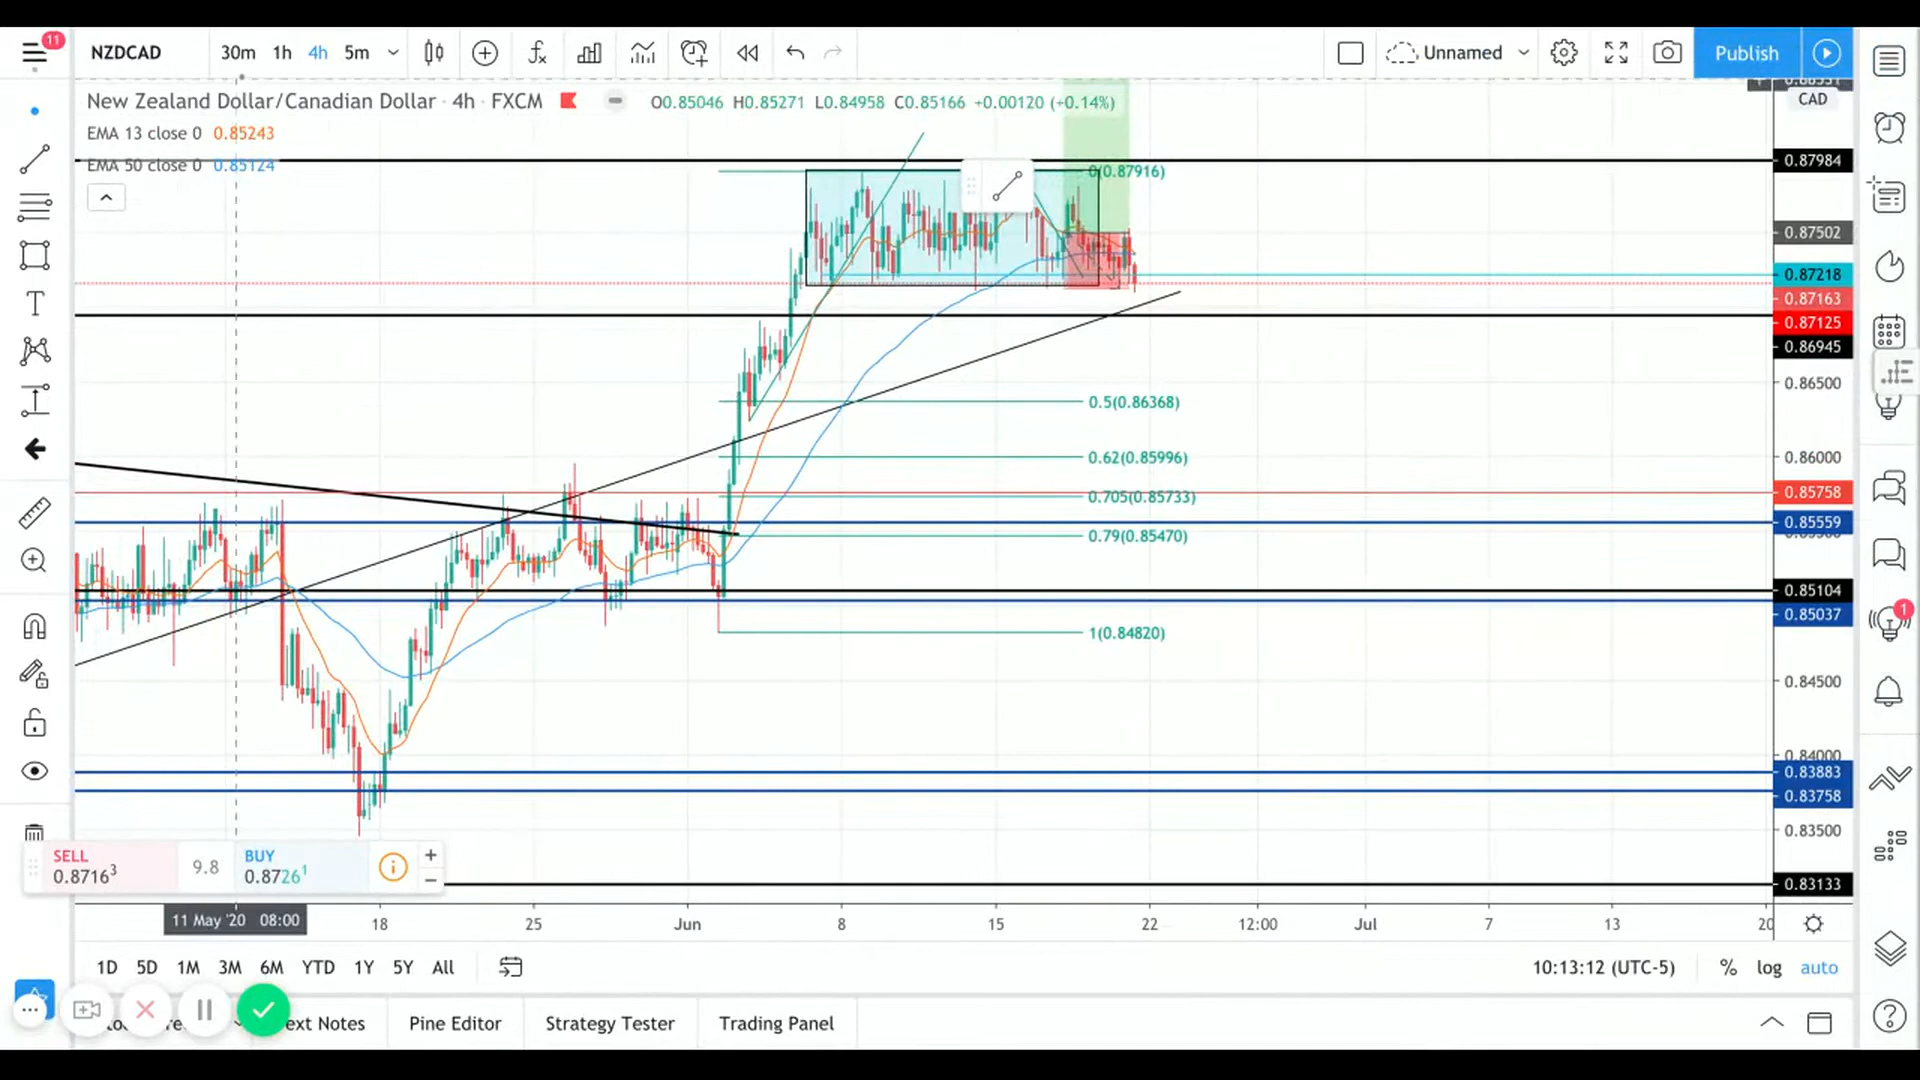 11
NZDCAD 30m 1h 4h 5m Unnamed Publish
New Zealand Dollar/Canadian Dollar · 4h · FXCM O0.85046 H0.85271 L0.84958 C0.85166 +0.00120 (+0.14%)
CAD
EMA 13 close 0 0.85243
EMA 50 close 0 0.85124
0.87984
0(0.87916)
0.87502
0.87218
0.87163
0.87125
0.86945
0.86500
0.5(0.86368)
0.62(0.85996)
0.86000
0.705(0.85733)
0.85758
0.85559
0.79(0.85470)
0.85104
0.85037
1(0.84820)
1
0.84500
0.84000
0.83883
0.83758
0.83500
SELL
0.87163
9.8
BUY
0.87261
0.83133
11 May '20 08:00
18 25 Jun 8 15 22 12:00 Jul 7 13 20
1D 5D 1M 3M 6M YTD 1Y 5Y All
10:13:12 (UTC-5) % log auto
ext Notes Pine Editor Strategy Tester Trading Panel